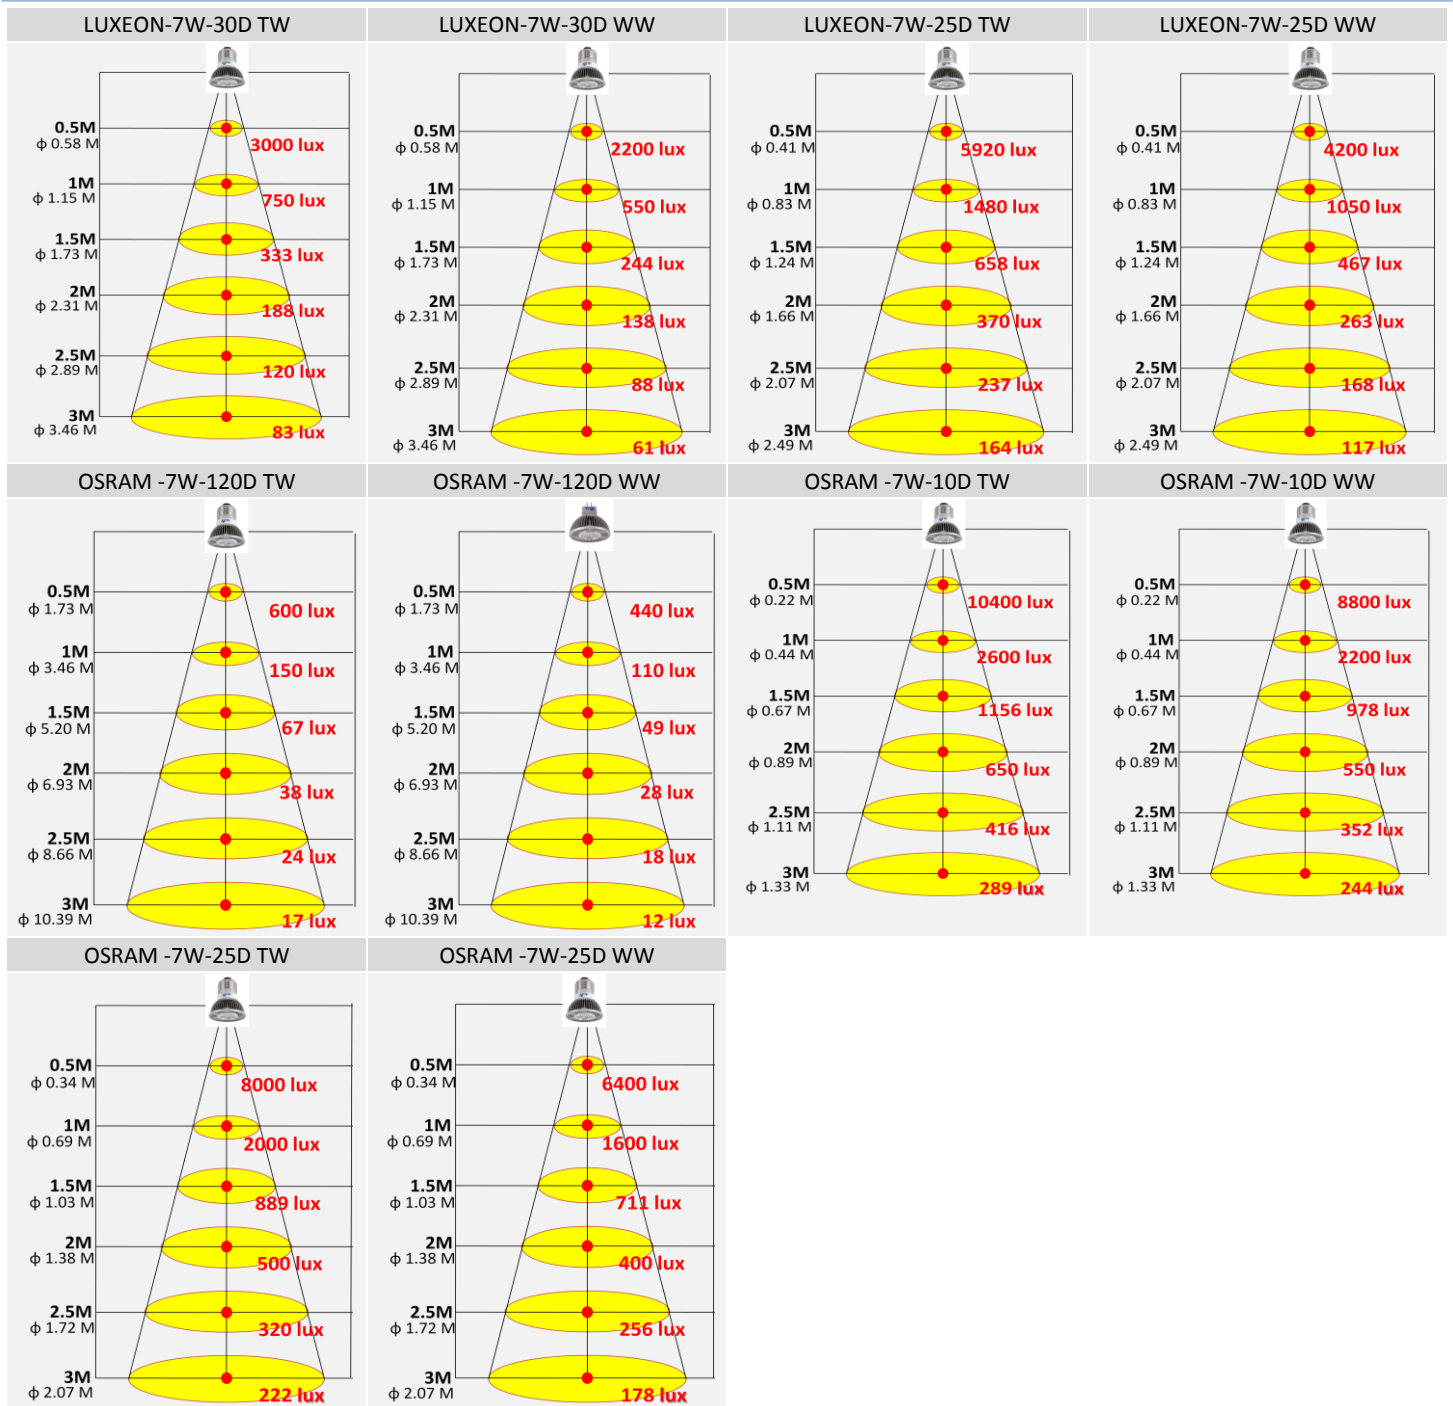 LUXEON-7W-30D TW
0.5M
ϕ 0.58 M
3000 lux
1M
ϕ 1.15 M
750 lux
1.5M
ϕ 1.73 M
333 lux
2M
ϕ 2.31 M
188 lux
2.5M
ϕ 2.89 M
120 lux
3M
ϕ 3.46 M
83 lux
LUXEON-7W-30D WW
0.5M
ϕ 0.58 M
2200 lux
1M
ϕ 1.15 M
550 lux
1.5M
ϕ 1.73 M
244 lux
2M
ϕ 2.31 M
138 lux
2.5M
ϕ 2.89 M
88 lux
3M
ϕ 3.46 M
61 lux
LUXEON-7W-25D TW
0.5M
ϕ 0.41 M
5920 lux
1M
ϕ 0.83 M
1480 lux
1.5M
ϕ 1.24 M
658 lux
2M
ϕ 1.66 M
370 lux
2.5M
ϕ 2.07 M
237 lux
3M
ϕ 2.49 M
164 lux
LUXEON-7W-25D WW
0.5M
ϕ 0.41 M
4200 lux
1M
ϕ 0.83 M
1050 lux
1.5M
ϕ 1.24 M
467 lux
2M
ϕ 1.66 M
263 lux
2.5M
ϕ 2.07 M
168 lux
3M
ϕ 2.49 M
117 lux
OSRAM -7W-120D TW
0.5M
ϕ 1.73 M
600 lux
1M
ϕ 3.46 M
150 lux
1.5M
ϕ 5.20 M
67 lux
2M
ϕ 6.93 M
38 lux
2.5M
ϕ 8.66 M
24 lux
3M
ϕ 10.39 M
17 lux
OSRAM -7W-120D WW
0.5M
ϕ 1.73 M
440 lux
1M
ϕ 3.46 M
110 lux
1.5M
ϕ 5.20 M
49 lux
2M
ϕ 6.93 M
28 lux
2.5M
ϕ 8.66 M
18 lux
3M
ϕ 10.39 M
12 lux
OSRAM -7W-10D TW
0.5M
ϕ 0.22 M
10400 lux
1M
ϕ 0.44 M
2600 lux
1.5M
ϕ 0.67 M
1156 lux
2M
ϕ 0.89 M
650 lux
2.5M
ϕ 1.11 M
416 lux
3M
ϕ 1.33 M
289 lux
OSRAM -7W-10D WW
0.5M
ϕ 0.22 M
8800 lux
1M
ϕ 0.44 M
2200 lux
1.5M
ϕ 0.67 M
978 lux
2M
ϕ 0.89 M
550 lux
2.5M
ϕ 1.11 M
352 lux
3M
ϕ 1.33 M
244 lux
OSRAM -7W-25D TW
0.5M
ϕ 0.34 M
8000 lux
1M
ϕ 0.69 M
2000 lux
1.5M
ϕ 1.03 M
889 lux
2M
ϕ 1.38 M
500 lux
2.5M
ϕ 1.72 M
320 lux
3M
ϕ 2.07 M
222 lux
OSRAM -7W-25D WW
0.5M
ϕ 0.34 M
6400 lux
1M
ϕ 0.69 M
1600 lux
1.5M
ϕ 1.03 M
711 lux
2M
ϕ 1.38 M
400 lux
2.5M
ϕ 1.72 M
256 lux
3M
ϕ 2.07 M
178 lux